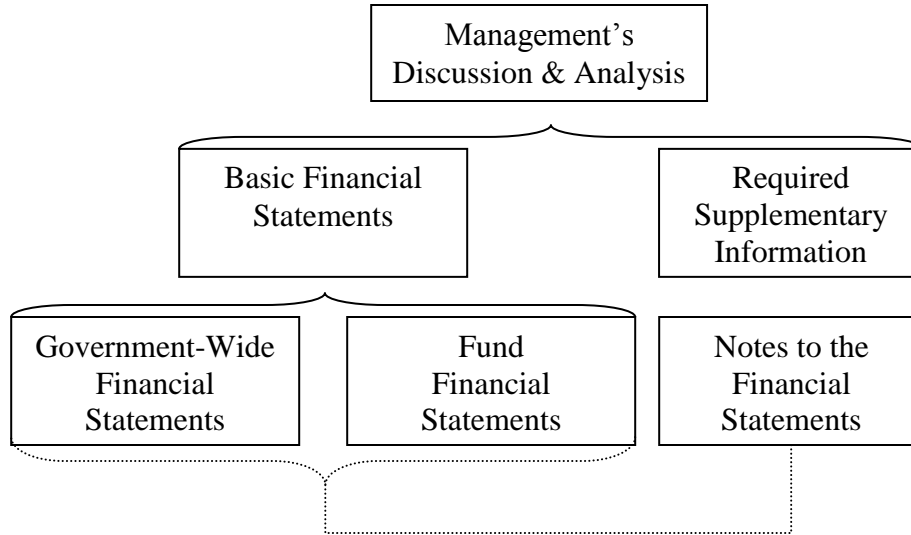 Management’s
Discussion & Analysis
Basic Financial
Statements
Required
Supplementary
Information
Government-Wide
Financial
Statements
Fund
Financial
Statements
Notes to the
Financial
Statements